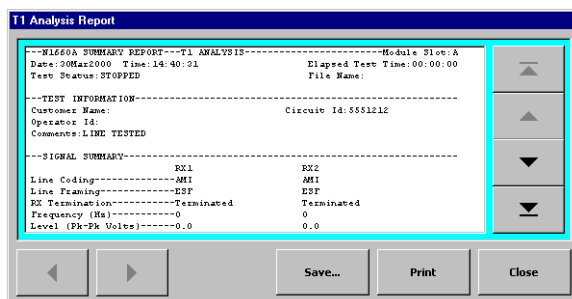 T1 Analysis Report
---N1660A SUMMARY REPORT---T1 ANALYSIS-----------------------Module Slot:A
Date:30Mar2000 Time:14:40:31 Elapsed Test Time:00:00:00
Test Status:STOPPED File Name:
--TEST INFORMATION------------------------------------------------------
Customer Name: Circuit Id:5551212
Operator Id:
Comments:LINE TESTED
--SIGNAL SUMMARY--------------------------------------------------------
RX1 RX2
Line Coding-------------AMI AMI
Line Framing------------ESF ESF
RX Termination----------Terminated Terminated
Frequency (Hz)----------0 0
Level (Pk-Pk Volts)------0.0 0.0
Save... Print Close